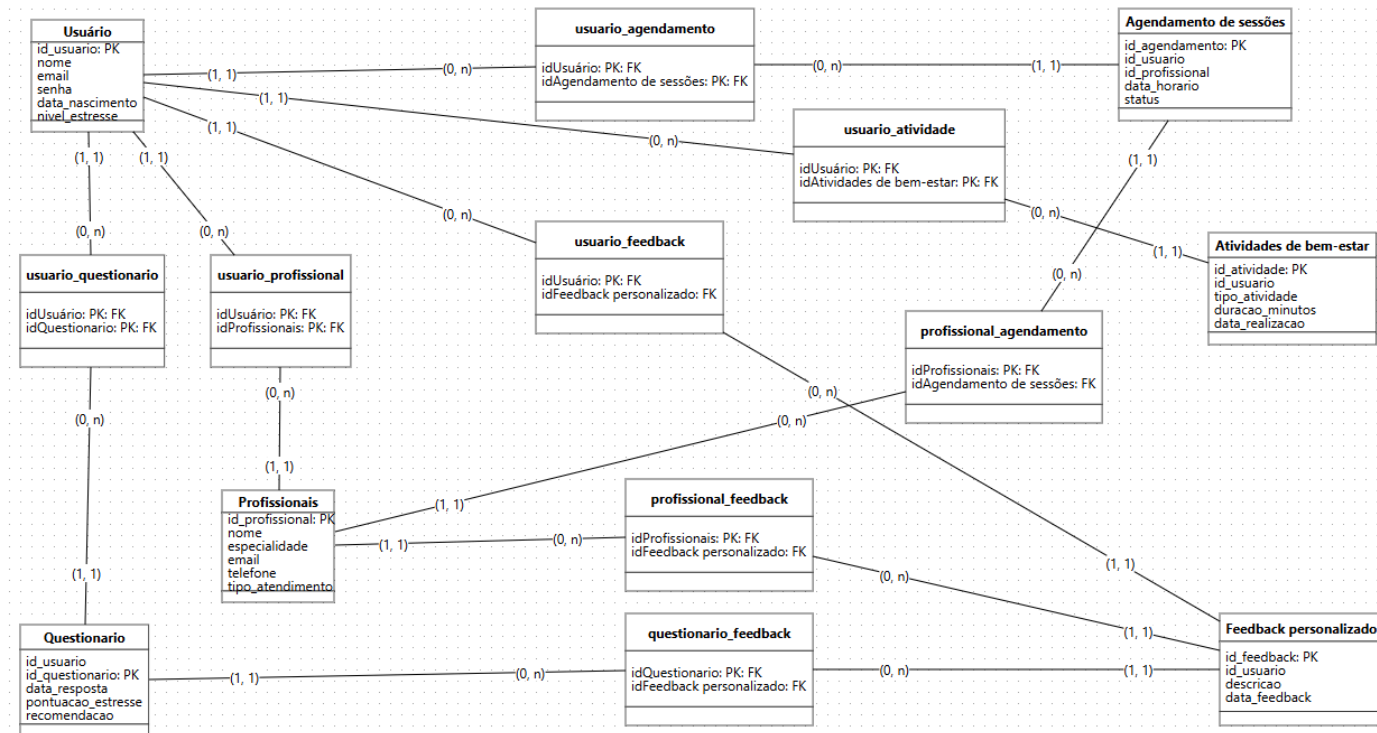 Usuário
id_usuario: PK
nome
email
senha
data_nascimento
nivel_estresse
usuario_agendamento
idUsuário: PK: FK
idAgendamento de sessões: PK: FK
Agendamento de sessões
id_agendamento: PK
id_usuario
id_profissional
data_horario
status
(1, 1)
(0, n)
(0, n)
(1, 1)
(1, 1)
(1, 1)
(0, n)
usuario_atividade
idUsuário: PK: FK
idAtividades de bem-estar: PK: FK
(1, 1)
(1, 1)
(1, 1)
(0, n)
(0, n)
(0, n)
(0, n)
(1, 1)
usuario_feedback
idUsuário: PK: FK
idFeedback personalizado: FK
Atividades de bem-estar
id_atividade: PK
id_usuario
tipo_atividade
duracao_minutos
data_realizacao
usuario_questionario
idUsuário: PK: FK
idQuestionario: PK: FK
usuario_profissional
idUsuário: PK: FK
idProfissionais: PK: FK
(0, n)
profissional_agendamento
idProfissionais: PK: FK
idAgendamento de sessões: FK
(0, n)
(0, n)
(0, n)
(0, n)
(1, 1)
(1, 1)
Profissionais
id_profissional: PK
nome
especialidade
email
telefone
tipo_atendimento
profissional_feedback
idProfissionais: PK: FK
idFeedback personalizado: FK
(1, 1)
(0, n)
(1, 1)
(0, n)
(1, 1)
(1, 1)
Questionario
id_usuario
id_questionario: PK
data_resposta
pontuacao_estresse
recomendacao
questionario_feedback
idQuestionario: PK: FK
idFeedback personalizado: FK
Feedback personalizado
id_feedback: PK
id_usuario
descricao
data_feedback
(1, 1)
(0, n)
(0, n)
(1, 1)